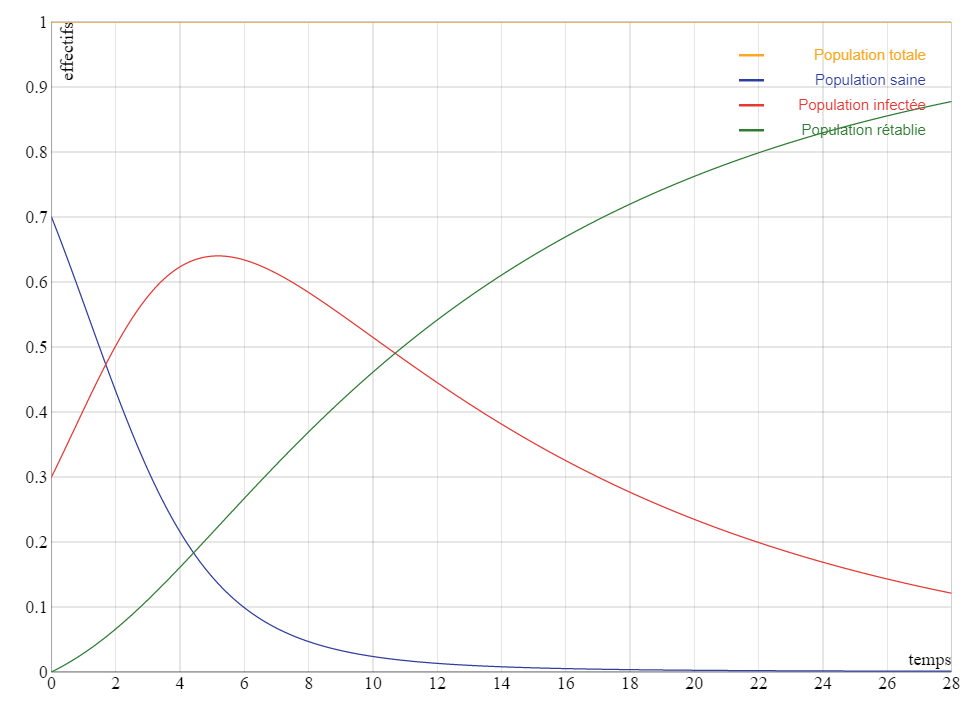 effectifs
Population totale
Population saine
Population infectée
Population rétablie
1
0.9
0.8
0.7
0.6
0.5
0.4
0.3
0.2
0.1
0
temps
0 2 4 6 8 10 12 14 16 18 20 22 24 26 28